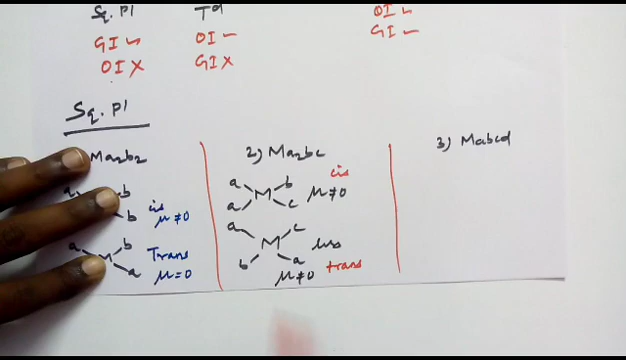 Sq. Pl Td OI ✓
GI ✓ OI ✓ GI ✓
OI X GI X
Sq. Pl
Ma2b2
a b
b
cis
μ≠0
a b
M a
Trans
μ=0
2) Ma2bc
cis
a b
M
a c
μ≠0
a c
M
b a
trans
μ≠0
3) Mabcd